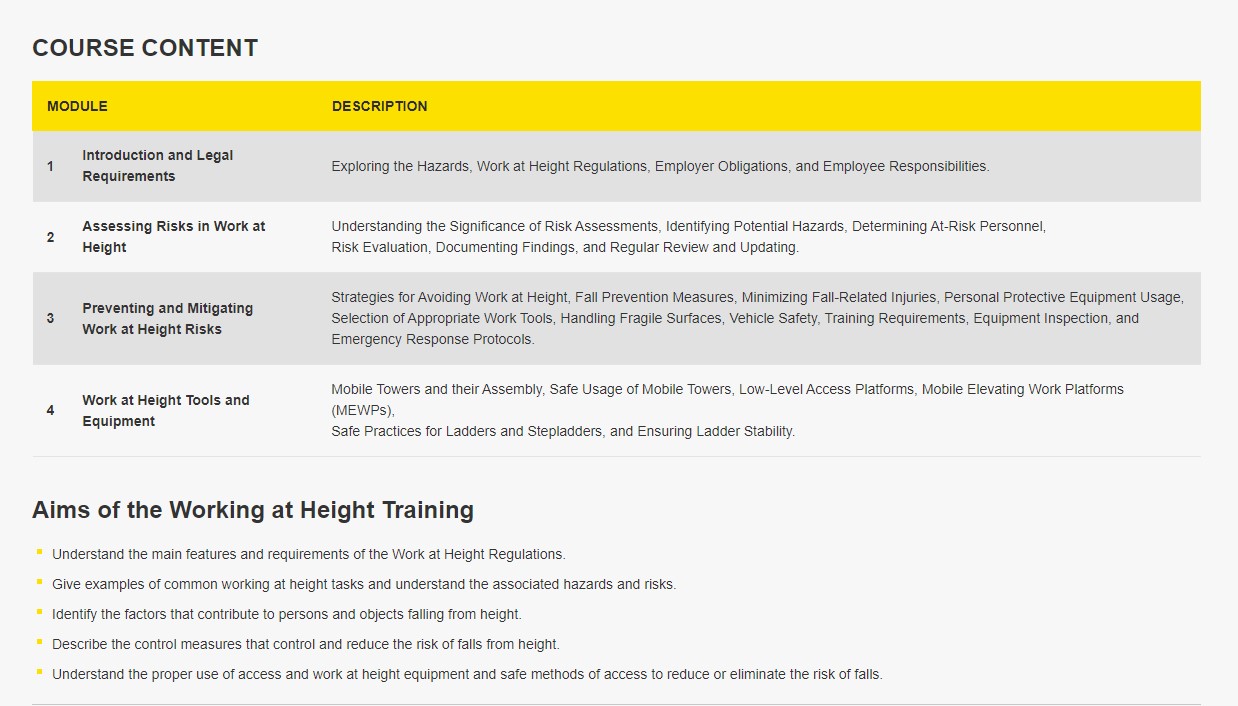 COURSE CONTENT
MODULE DESCRIPTION
1 Introduction and Legal Requirements
Exploring the Hazards, Work at Height Regulations, Employer Obligations, and Employee Responsibilities.
2 Assessing Risks in Work at Height
Understanding the Significance of Risk Assessments, Identifying Potential Hazards, Determining At-Risk Personnel,
Risk Evaluation, Documenting Findings, and Regular Review and Updating.
3 Preventing and Mitigating Work at Height Risks
Strategies for Avoiding Work at Height, Fall Prevention Measures, Minimizing Fall-Related Injuries, Personal Protective Equipment Usage,
Selection of Appropriate Work Tools, Handling Fragile Surfaces, Vehicle Safety, Training Requirements, Equipment Inspection, and
Emergency Response Protocols.
4 Work at Height Tools and Equipment
Mobile Towers and their Assembly, Safe Usage of Mobile Towers, Low-Level Access Platforms, Mobile Elevating Work Platforms
(MEWPs),
Safe Practices for Ladders and Stepladders, and Ensuring Ladder Stability.
Aims of the Working at Height Training
Understand the main features and requirements of the Work at Height Regulations.
Give examples of common working at height tasks and understand the associated hazards and risks.
Identify the factors that contribute to persons and objects falling from height.
Describe the control measures that control and reduce the risk of falls from height.
Understand the proper use of access and work at height equipment and safe methods of access to reduce or eliminate the risk of falls.